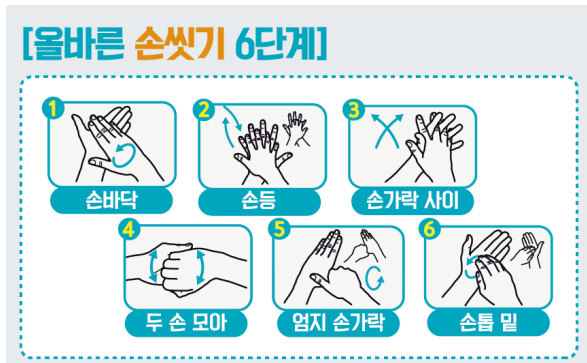 [올바른 손씻기 6단계]
1
손바닥
2
손등
3
손가락 사이
4
두 손 모아
5
엄지 손가락
6
손톱 밑